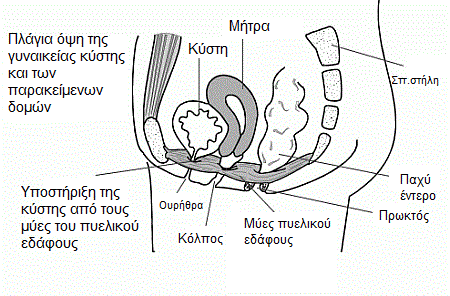 Πλάγια όψη της
γυναικείας κύστης
και των
παρακείμενων
δομών
Μήτρα
Κύστη
Σπ.στήλη
Υποστήριξη της
κύστης από τους
μύες του πυελικού
εδάφους
Ουρήθρα
Κόλπος
Μύες πυελικού
εδάφους
Παχύ
έντερο
Πρωκτός